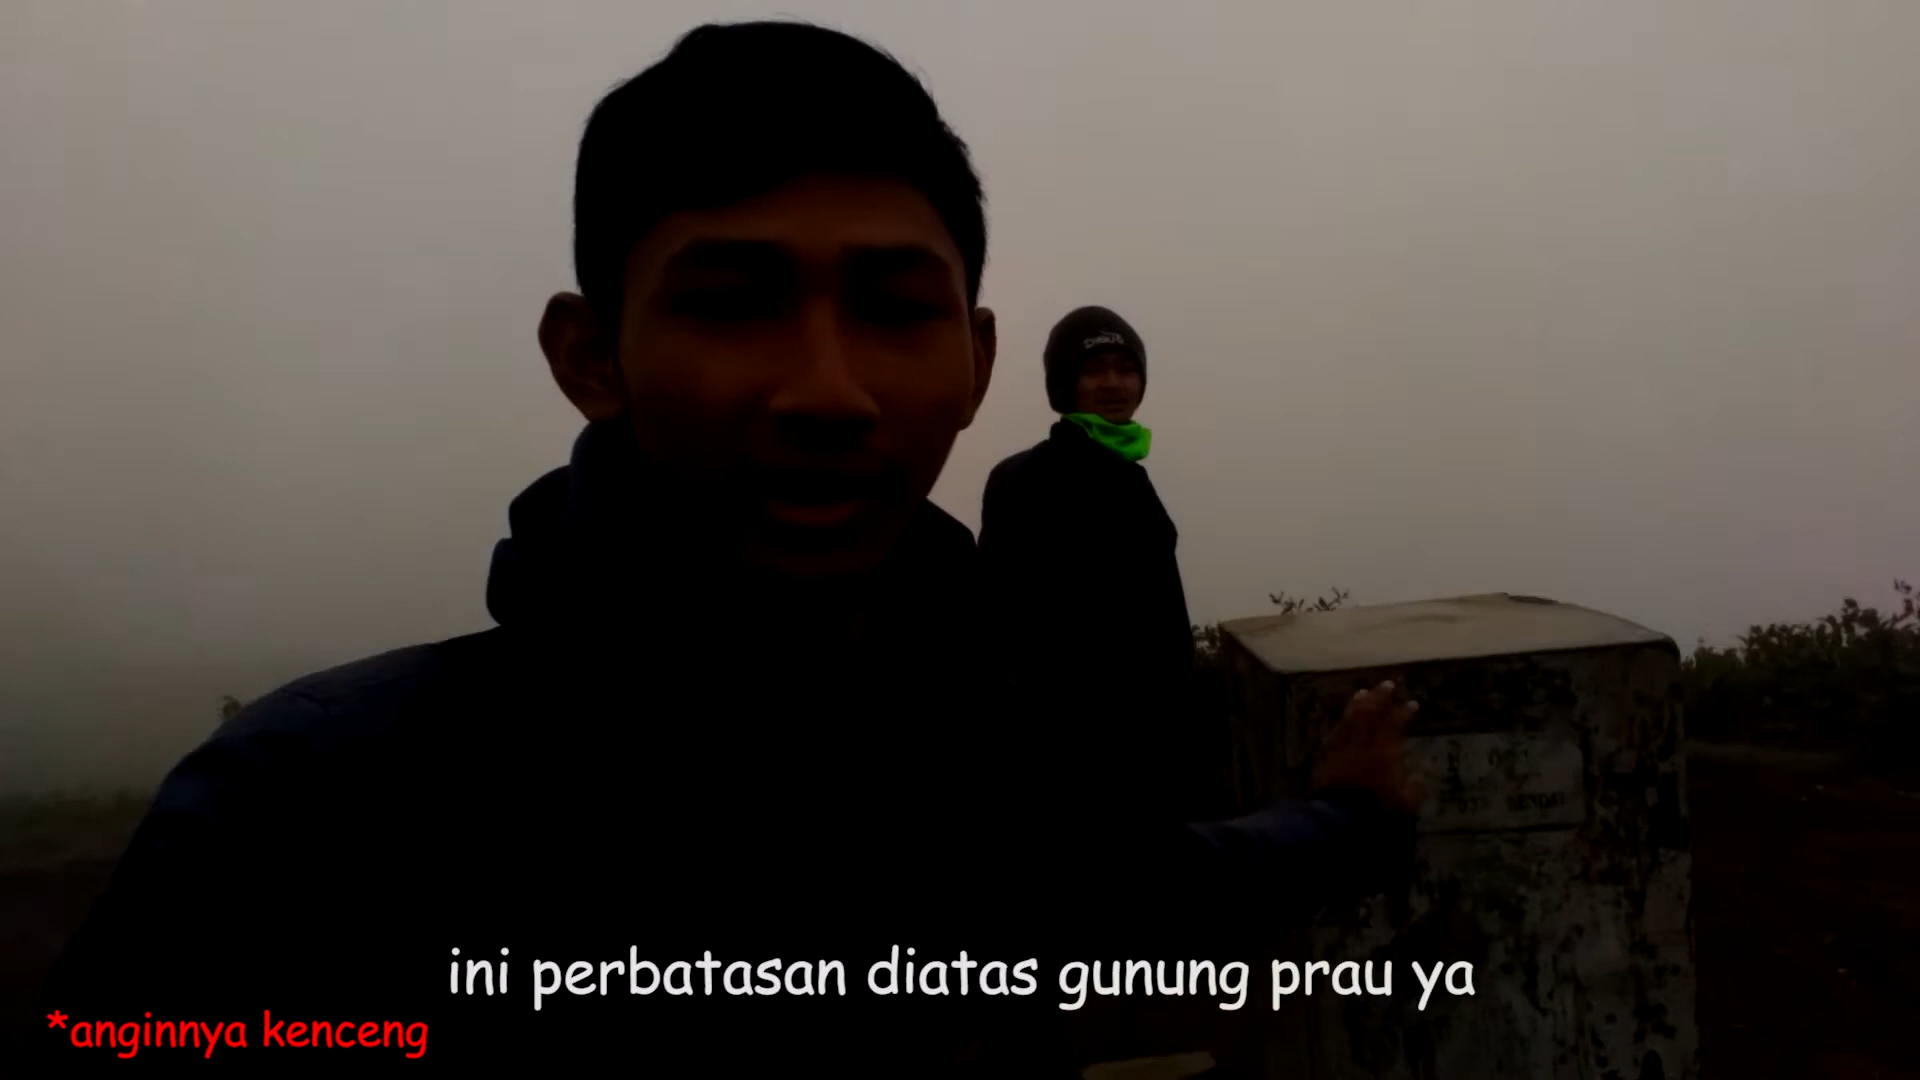 ini perbatasan diatas gunung prau ya
*anginnya kenceng